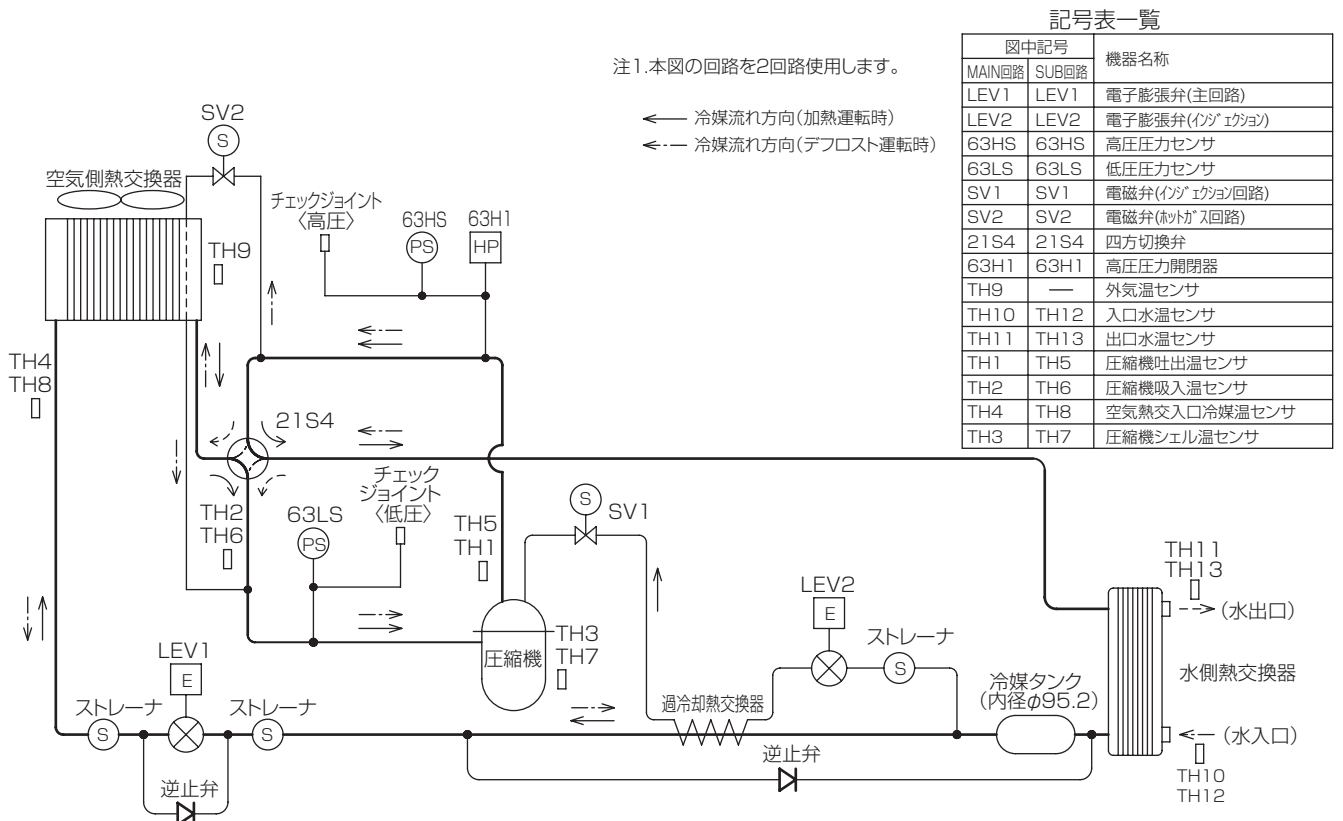 記号表一覧
図中記号 機器名称
MAIN回路 SUB回路
LEV1 LEV1 電子膨張弁(主回路)
LEV2 LEV2 電子膨張弁(インジェクション)
63HS 63HS 高圧圧力センサ
63LS 63LS 低圧圧力センサ
SV1 SV1 電磁弁(インジェクション回路)
SV2 SV2 電磁弁(ホットガス回路)
21S4 21S4 四方切換弁
63H1 63H1 高圧圧力開閉器
TH9 — 外気温センサ
TH10 TH12 入口水温センサ
TH11 TH13 出口水温センサ
TH1 TH5 圧縮機吐出温センサ
TH2 TH6 圧縮機吸入温センサ
TH4 TH8 空気熱交入口冷媒温センサ
TH3 TH7 圧縮機シェル温センサ
注1.本図の回路を2回路使用します。
冷媒流れ方向(加熱運転時)
冷媒流れ方向(デフロスト運転時)
SV2
S
空気側熱交換器
TH9
チェックジョイント
〈高圧〉
63HS
PS
63H1
HP
TH4
TH8
21S4
TH2
TH6
63LS
PS
チェック
ジョイント
〈低圧〉
TH5
TH1
S
SV1
圧縮機
TH3
TH7
LEV2
E
ストレーナ
S
TH11
TH13
(水出口)
水側熱交換器
(水入口)
TH10
TH12
冷媒タンク
(内径φ95.2)
過冷却熱交換器
逆止弁
LEV1
E
ストレーナ
S
ストレーナ
S
逆止弁